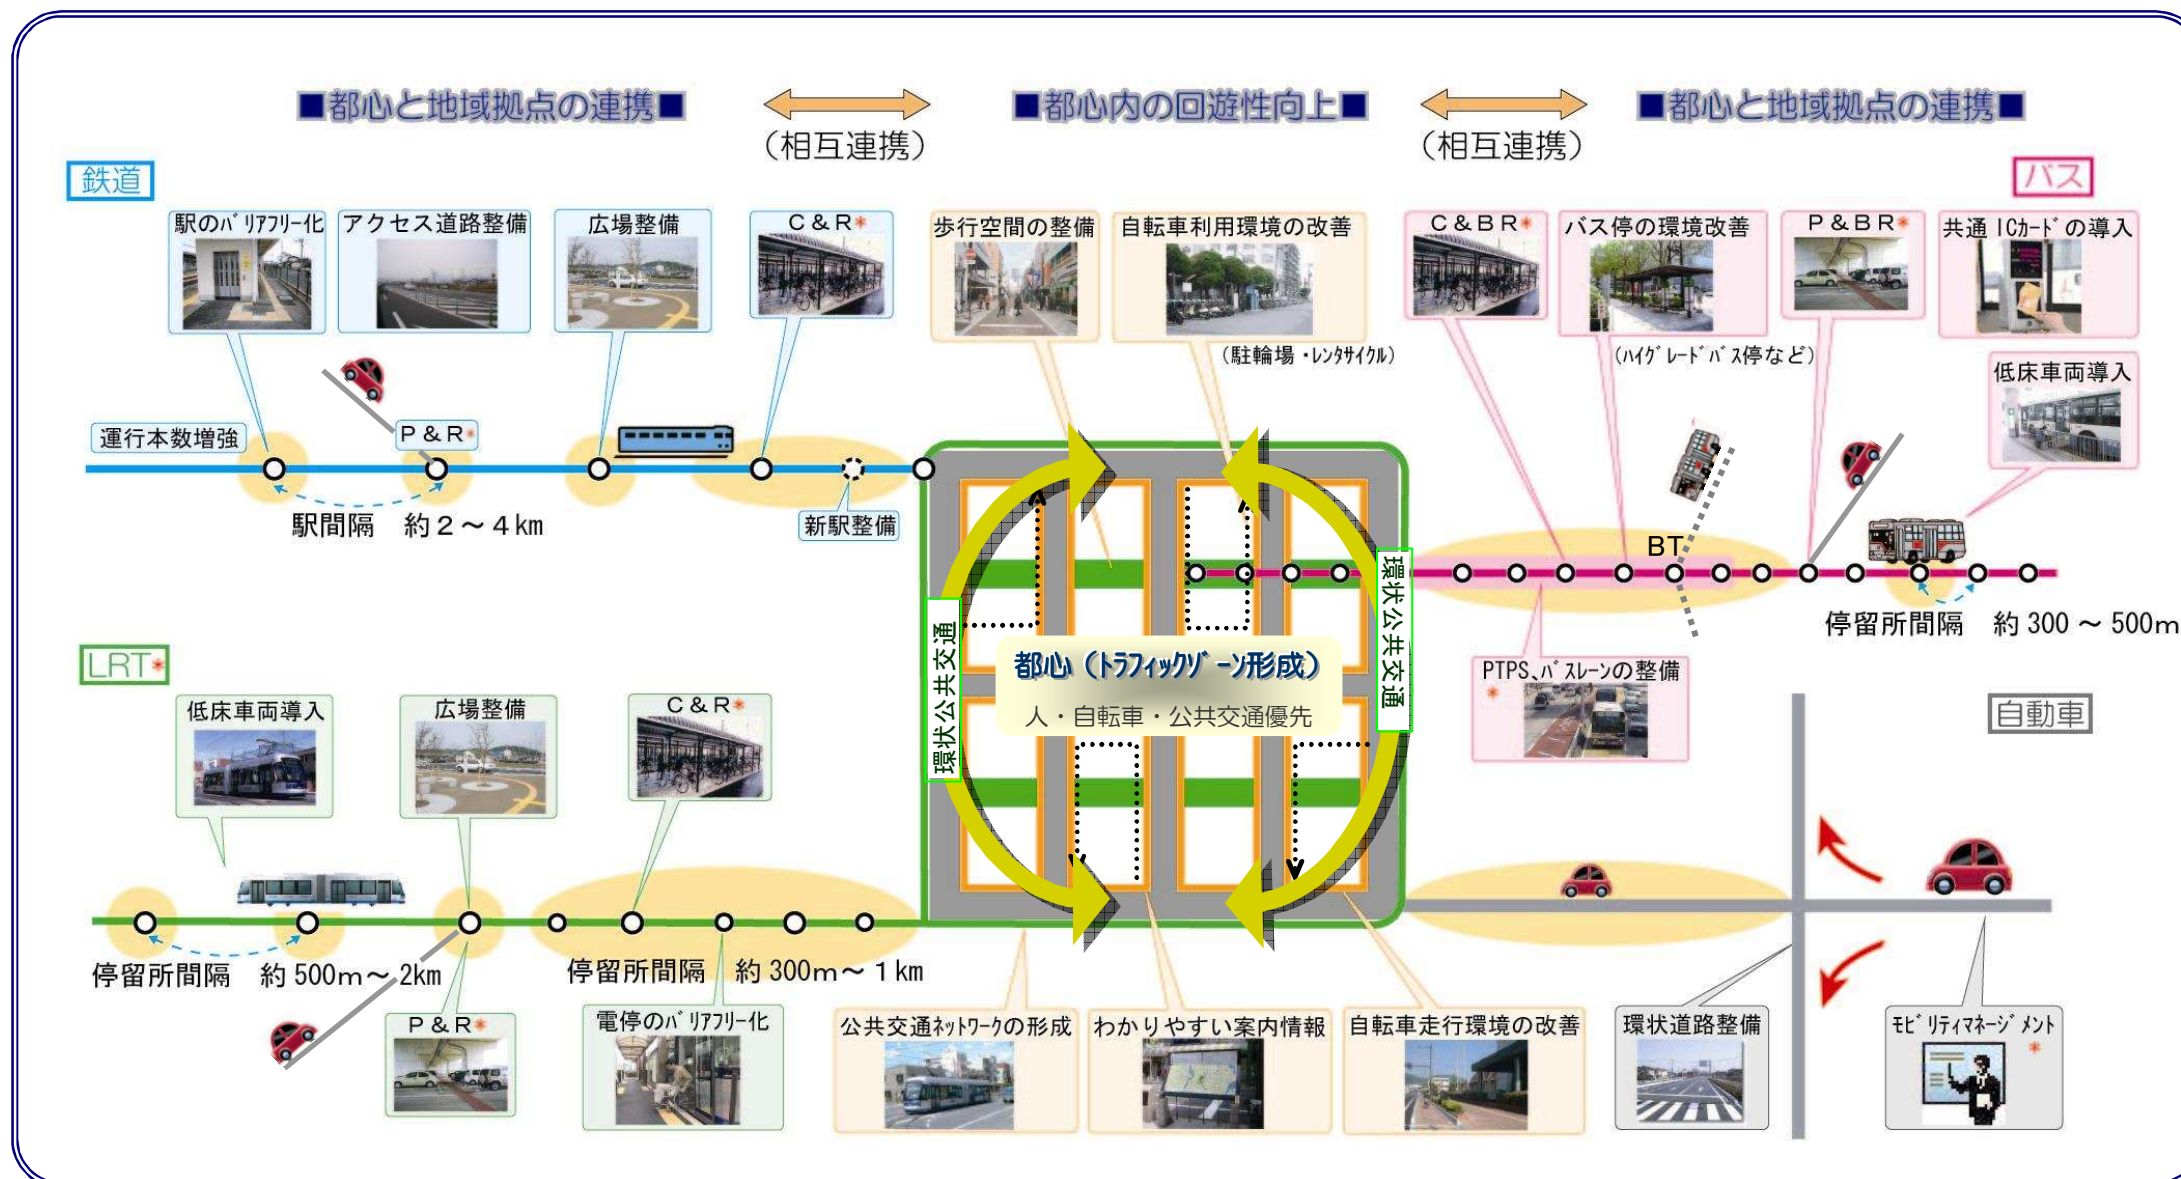 ■都心と地域拠点の連携■
(相互連携)
■都心内の回遊性向上■
(相互連携)
■都心と地域拠点の連携■
鉄道
駅のバリアフリー化
アクセス道路整備
広場整備
C&R*
運行本数増強
P&R*
新駅整備
駅間隔 約2~4km
歩行空間の整備
自転車利用環境の改善
(駐輪場・レンタサイクル)
バス
C&BR*
バス停の環境改善
(ハイグレードバス停など)
P&BR*
共通ICカードの導入
低床車両導入
BT
停留所間隔 約300~500m
PTPS、バスレーンの整備
*
環状公共交通
環状公共交通
都心(トラフィックゾーン形成)
人・自転車・公共交通優先
LRT*
低床車両導入
広場整備
C&R*
停留所間隔 約500m~2km
停留所間隔 約300m~1km
P&R*
電停のバリアフリー化
公共交通ネットワークの形成
わかりやすい案内情報
自転車走行環境の改善
自動車
環状道路整備
モビリティマネージメント
*